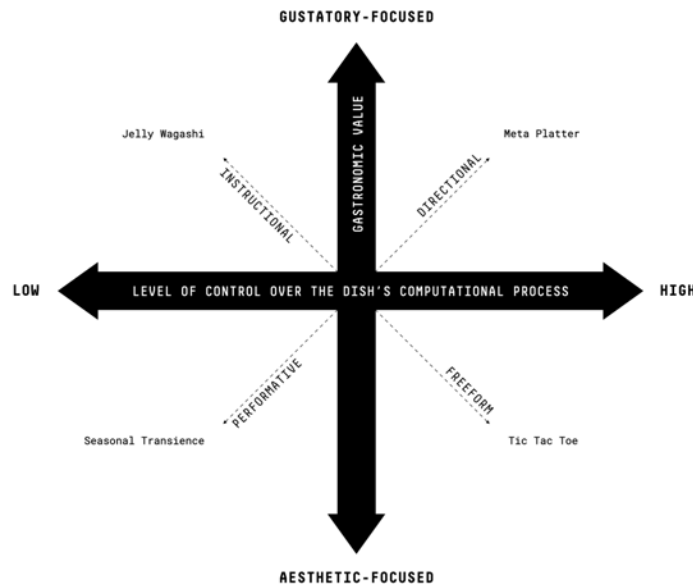 GUSTATORY-FOCUSED
GASTRONOMIC VALUE
Jelly Wagashi
Meta Platter
INSTRUCTIONAL
DIRECTIONAL
LOW
LEVEL OF CONTROL OVER THE DISH'S COMPUTATIONAL PROCESS
HIGH
PERFORMATIVE
FREEFORM
Seasonal Transience
Tic Tac Toe
AESTHETIC-FOCUSED